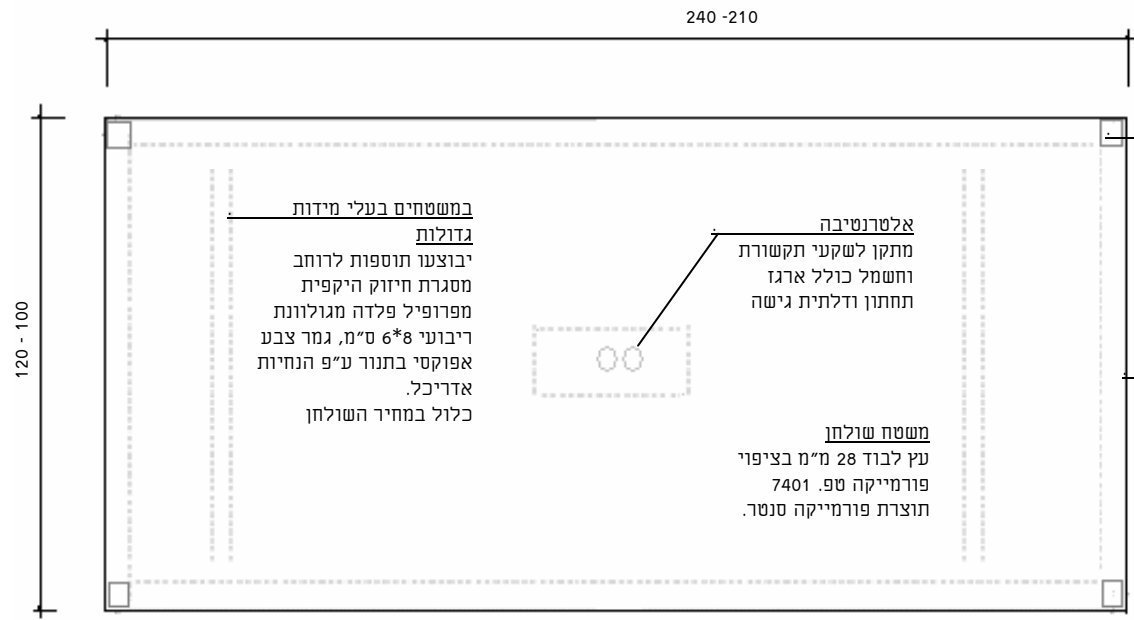 240 -210
120 - 100
אלטרנטיבה
מתקן לשקעי תקשורת
וחשמל כולל ארגז
תחתון ודלתית גישה
במשטחים בעלי מידות
גדולות
יבוצעו תוספות לרוחב
מסגרת חיזוק היקפית
מפרופיל פלדה מגולוונת
ריבועי 8*6 ס״מ, גמר צבע
אפוקסי בתנור ע״פ הנחיות
אדריכל.
כלול במחיר השולחן
משטח שולחן
עץ לבוד 28 מ״מ בציפוי
פורמייקה טפ. 7401
תוצרת פורמייקה סנטר.